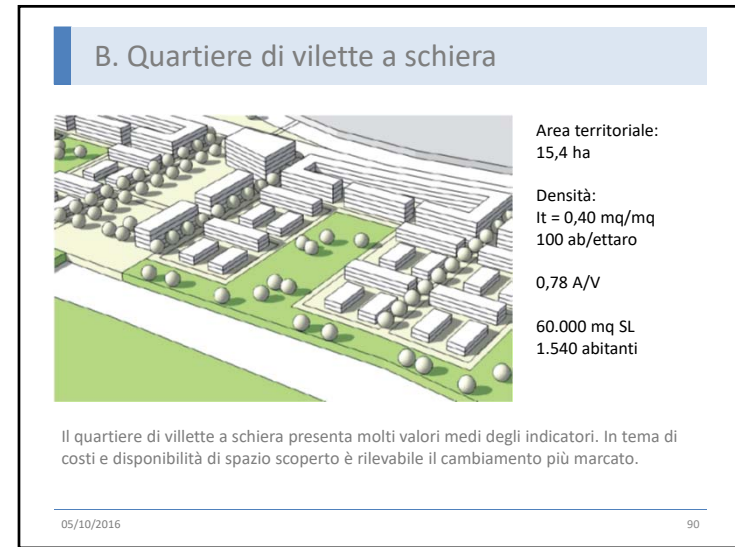 B. Quartiere di vilette a schiera
Area territoriale:
15,4 ha
Densità:
It = 0,40 mq/mq
100 ab/ettaro
0,78 A/V
60.000 mq SL
1.540 abitanti
Il quartiere di villette a schiera presenta molti valori medi degli indicatori. In tema di
costi e disponibilità di spazio scoperto è rilevabile il cambiamento più marcato.
05/10/2016
90